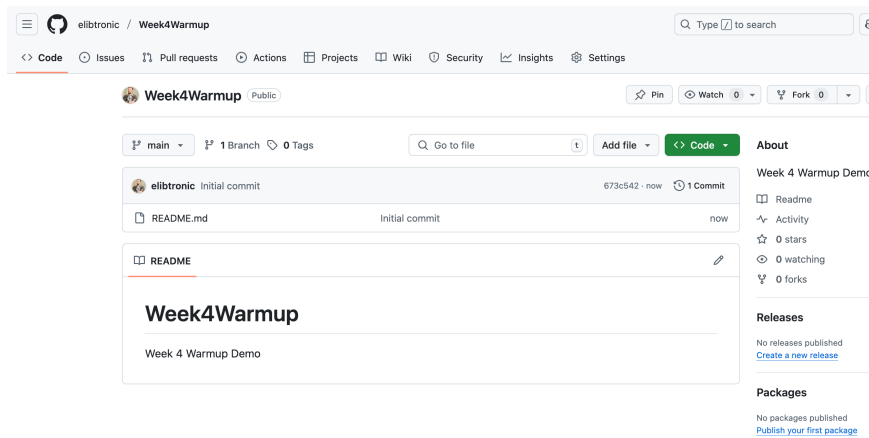 elibtronic / Week4Warmup
Type / to search
Code Issues Pull requests Actions Projects Wiki Security Insights Settings
Week4Warmup Public
Pin Watch 0 Fork 0
main 1 Branch 0 Tags Go to file t Add file Code
elibtronic Initial commit 673c542 · now 1 Commit
README.md Initial commit now
README
Week4Warmup
Week 4 Warmup Demo
About
Week 4 Warmup Demo
Readme
Activity
0 stars
0 watching
0 forks
Releases
No releases published
Create a new release
Packages
No packages published
Publish your first package